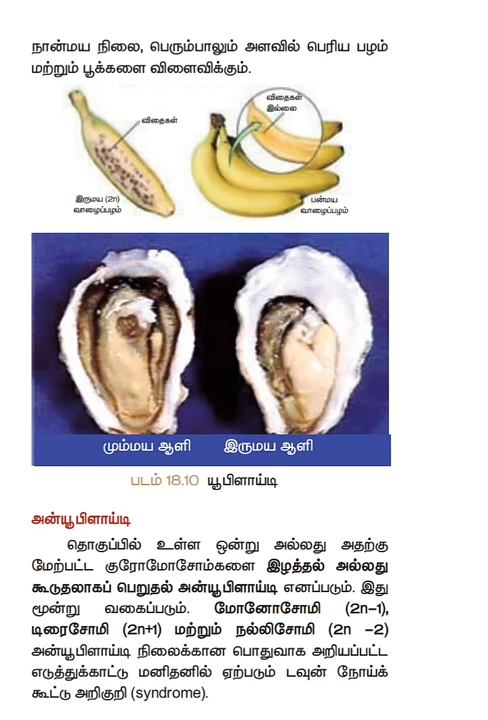 நான்மய நிலை, பெரும்பாலும் அளவில் பெரிய பழம்
மற்றும் பூக்களை விளைவிக்கும்.
விதைகள்
விதைகள்
இல்லை
இருமய (2n)
வாழைப்பழம்
பன்மய
வாழைப்பழம்
மும்மய ஆளி
இருமய ஆளி
படம் 18.10 யூபிளாய்டி
அன்யூபிளாய்டி
தொகுப்பில் உள்ள ஒன்று அல்லது அதற்கு
மேற்பட்ட குரோமோசோம்களை இழத்தல் அல்லது
கூடுதலாகப் பெறுதல் அன்யூபிளாய்டி எனப்படும். இது
மூன்று வகைப்படும். மோனோசோமி (2n–1),
டிரைசோமி (2n+1) மற்றும் நல்லிசோமி (2n –2)
அன்யூபிளாய்டி நிலைக்கான பொதுவாக அறியப்பட்ட
எடுத்துக்காட்டு மனிதனில் ஏற்படும் டவுன் நோய்க்
கூட்டு அறிகுறி (syndrome).